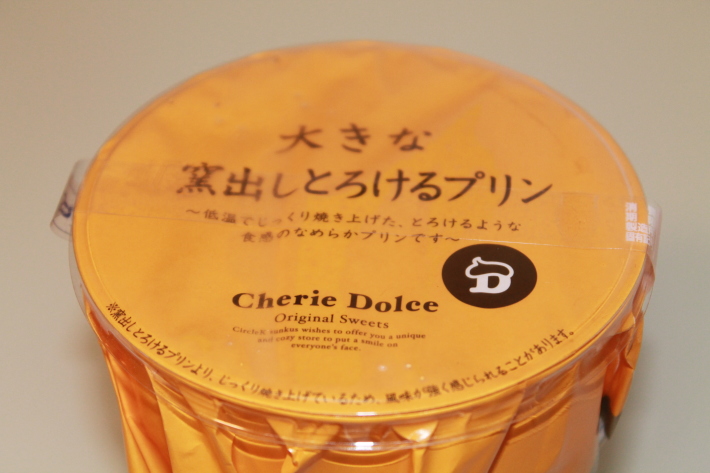 大きな
窯出しとろけるプリン
～低温でじっくり焼き上げた、とろけるような
食感のなめらかプリンです～
D
Cherie Dolce
Original Sweets
CircleK sunkus wishes to offer you a unique
and cozy store to put a smile on
everyone's face.
※窯出しとろけるプリンより、じっくり焼き上げているため、風味が強く感じられることがあります。